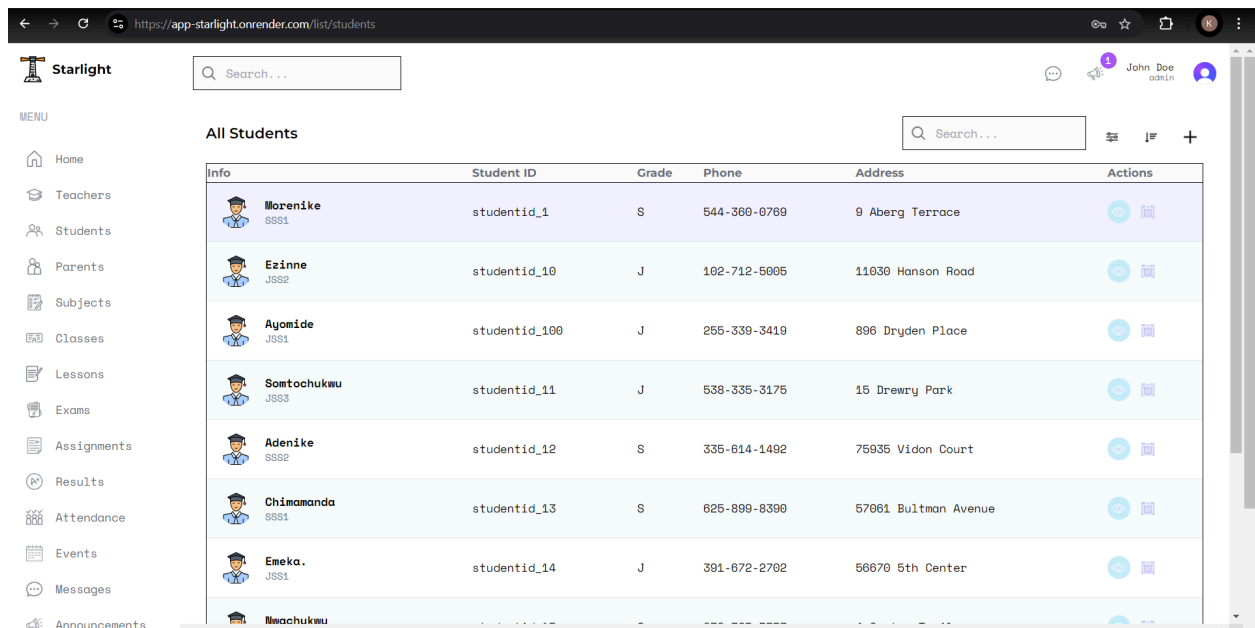 https://app-starlight.onrender.com/list/students
K
Starlight
Search...
1
John Doe
admin
MENU
Home
Teachers
Students
Parents
Subjects
Classes
Lessons
Exams
Assignments
Results
Attendance
Events
Messages
Announcements
All Students
Search...
Info Student ID Grade Phone Address Actions
Morenike
SSS1
studentid_1 S 544-360-0769 9 Aberg Terrace
Ezinne
JSS2
studentid_10 J 102-712-5005 11030 Hanson Road
Ayomide
JSS1
studentid_100 J 255-339-3419 896 Dryden Place
Somtochukwu
JSS3
studentid_11 J 538-335-3175 15 Drewry Park
Adenike
SSS2
studentid_12 S 335-614-1492 75935 Vidon Court
Chimamanda
SSS1
studentid_13 S 625-899-8390 57061 Bultman Avenue
Emeka.
JSS1
studentid_14 J 391-672-2702 56670 5th Center
Nwachukwu